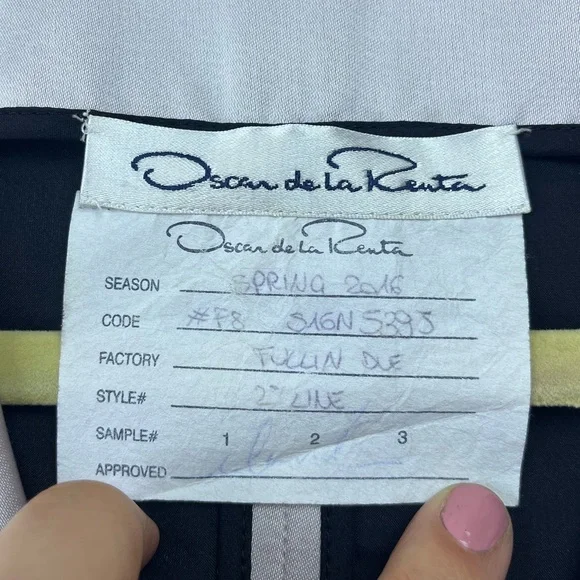 Oscar de la Renta
Oscar de la Renta
SEASON SPRING 2016
CODE #F8 S16N5395
FACTORY
STYLE# 2° LINE
SAMPLE# 1 2 3
APPROVED